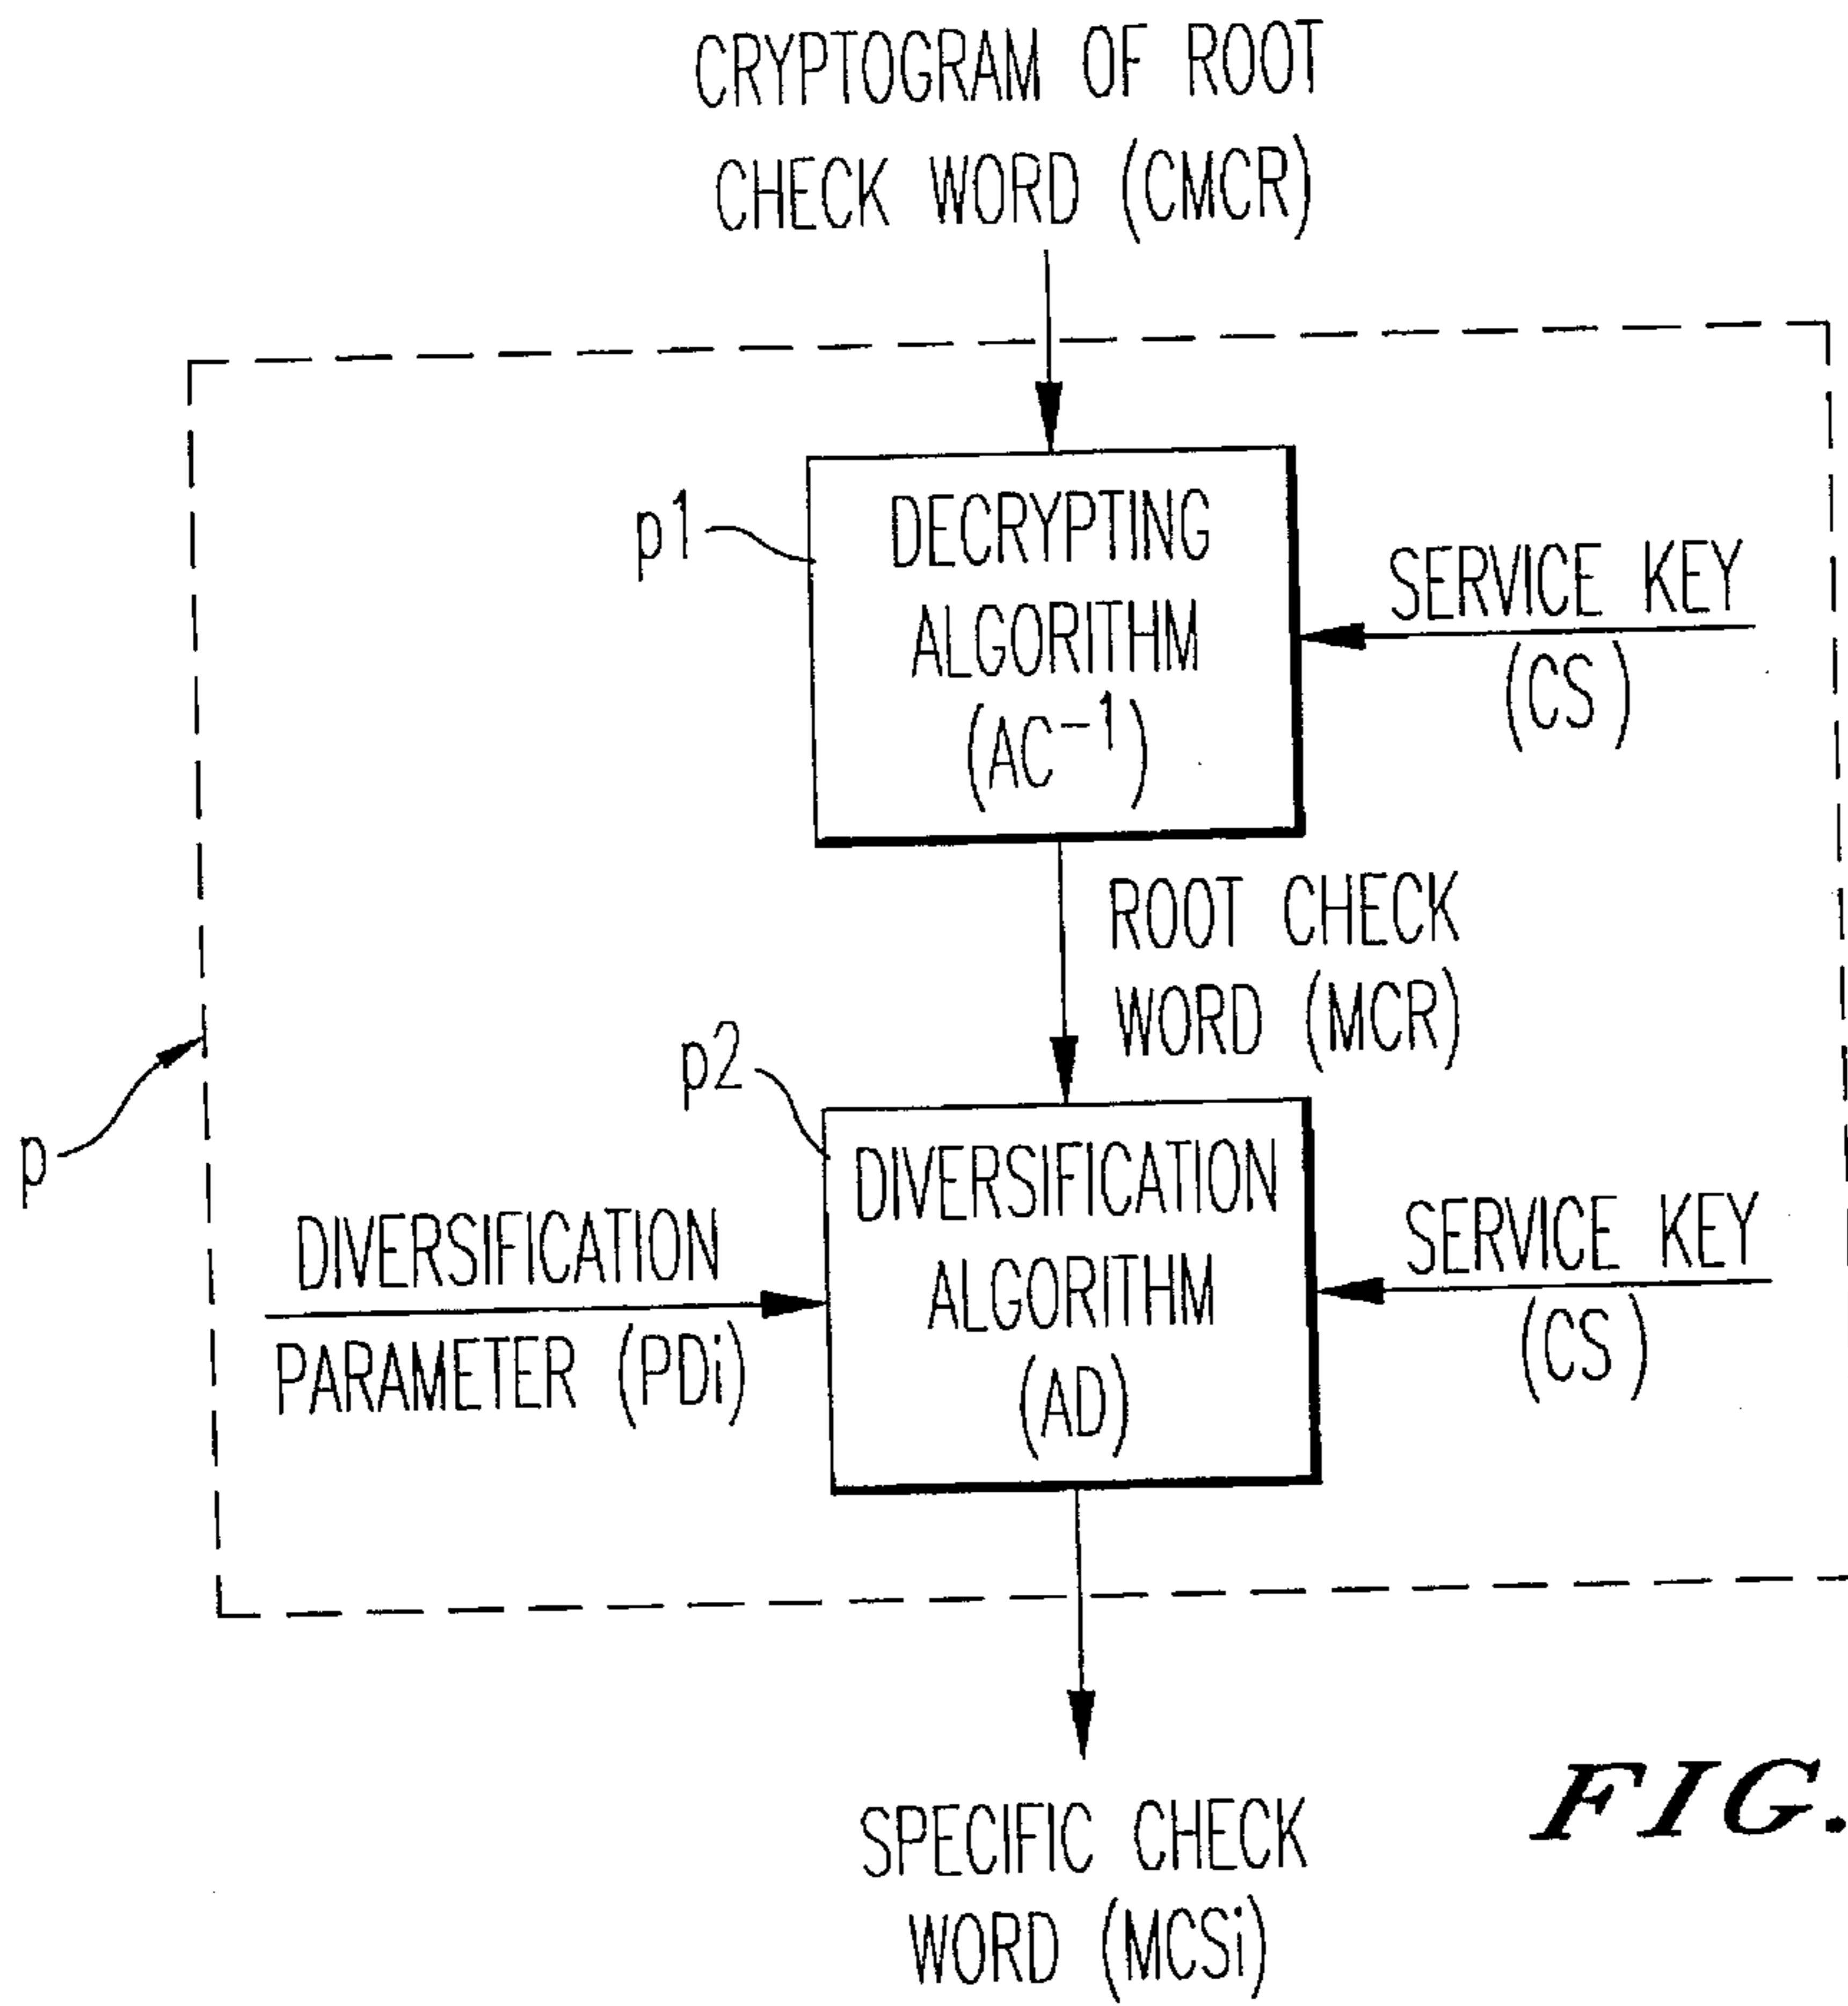 CRYPTOGRAM OF ROOT
CHECK WORD (CMCR)
p1
DECRYPTING
ALGORITHM
(AC⁻¹)
SERVICE KEY
(CS)
ROOT CHECK
WORD (MCR)
p
p2
DIVERSIFICATION
PARAMETER (PDi)
DIVERSIFICATION
ALGORITHM
(AD)
SERVICE KEY
(CS)
SPECIFIC CHECK
WORD (MCSi)
FIG.